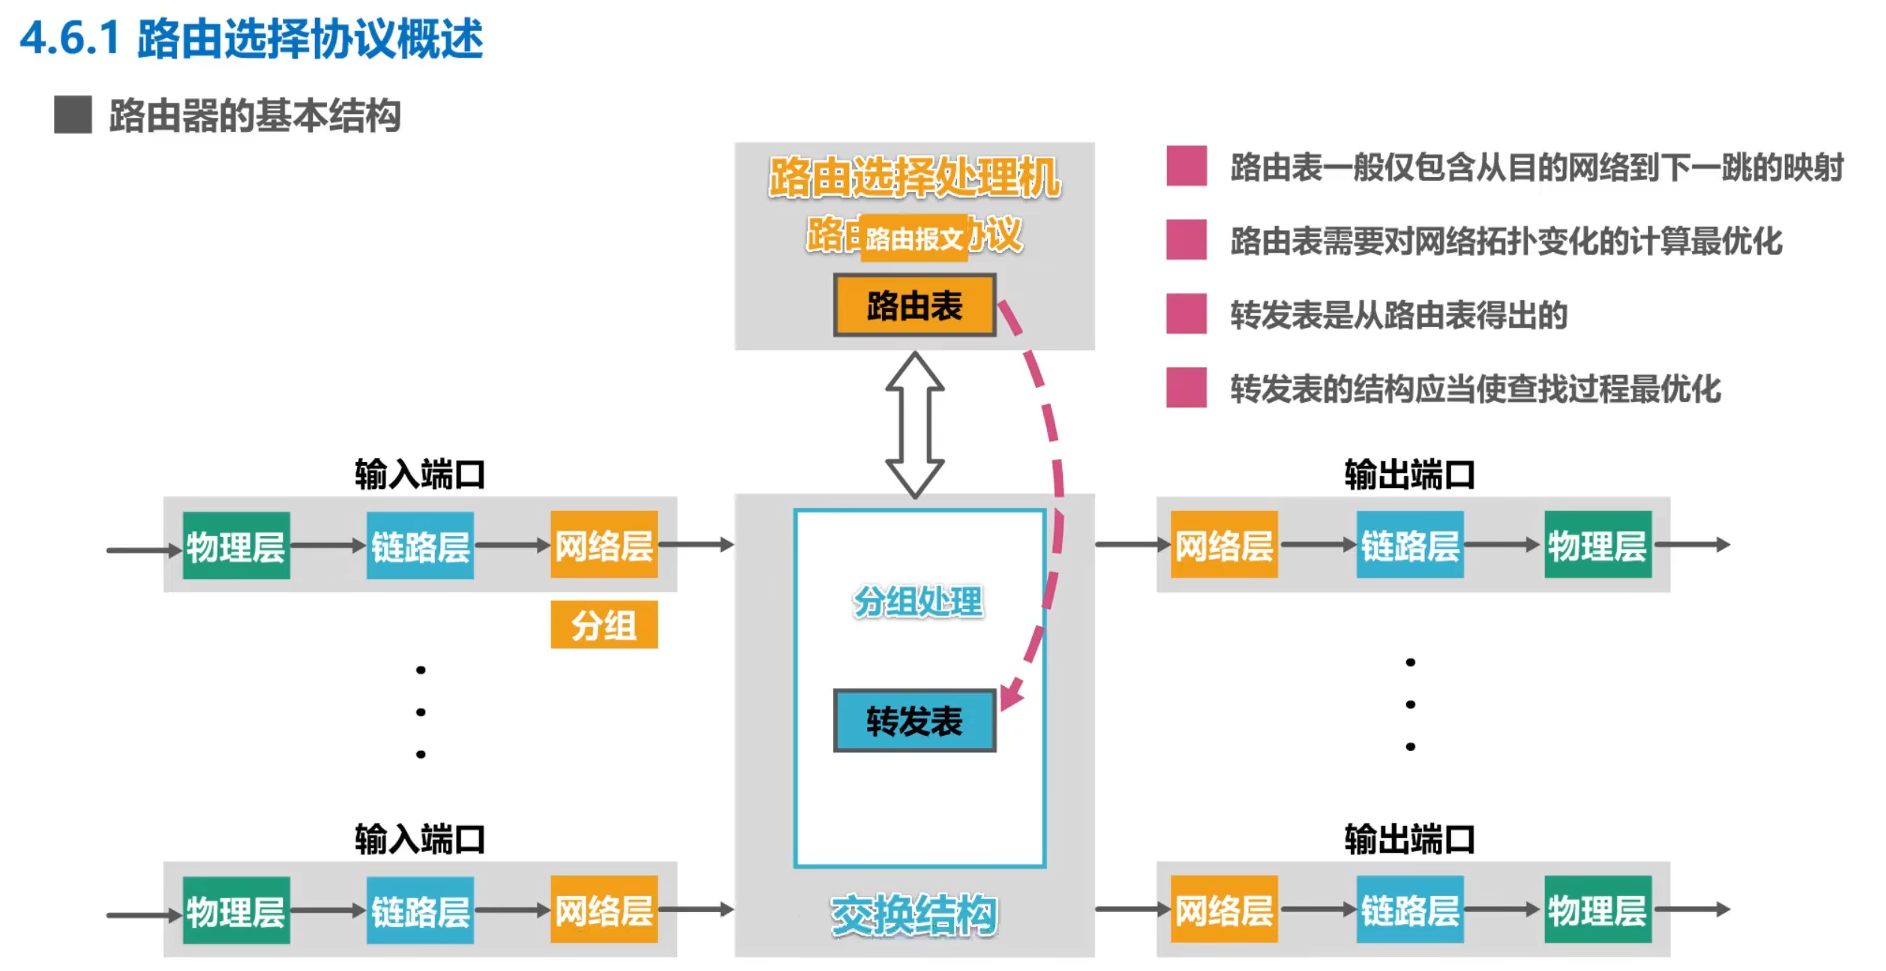 4.6.1 路由选择协议概述
路由器的基本结构
路由选择处理机
路由 协议
路由报文
路由表
路由表一般仅包含从目的网络到下一跳的映射
路由表需要对网络拓扑变化的计算最优化
转发表是从路由表得出的
转发表的结构应当使查找过程最优化
输入端口
物理层 链路层 网络层
分组
分组处理
转发表
交换结构
输出端口
网络层 链路层 物理层
输入端口
物理层 链路层 网络层
输出端口
网络层 链路层 物理层